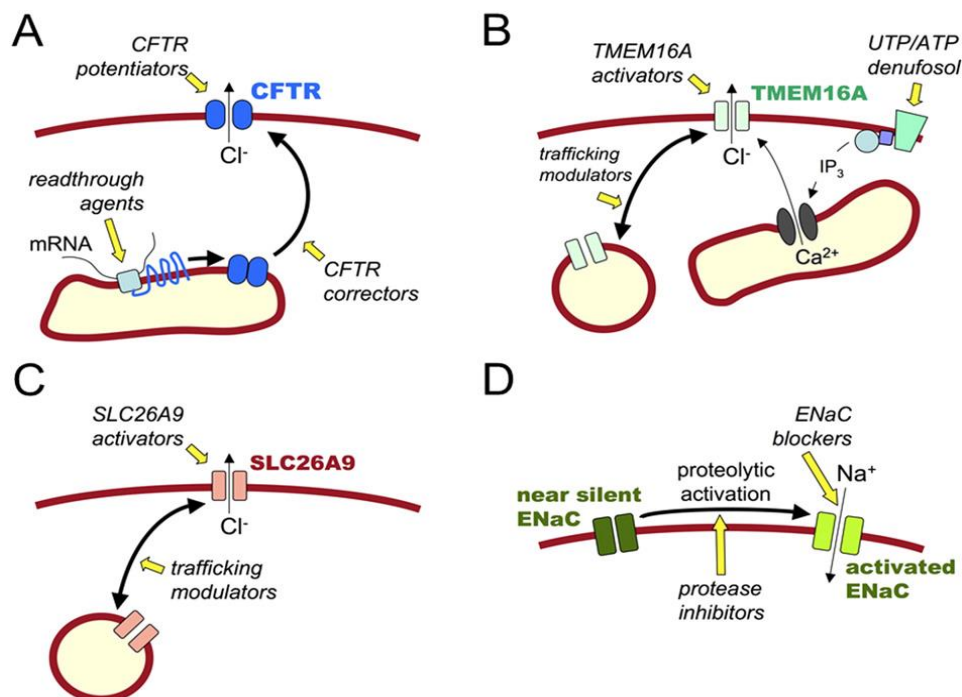 A
CFTR
potentiators
CFTR
Cl-
readthrough
agents
mRNA
CFTR
correctors
B
TMEM16A
activators
UTP/ATP
denufosol
TMEM16A
Cl-
trafficking
modulators
IP3
Ca2+
C
SLC26A9
activators
SLC26A9
Cl-
trafficking
modulators
D
ENaC
blockers
Na+
proteolytic
activation
near silent
ENaC
activated
ENaC
protease
inhibitors